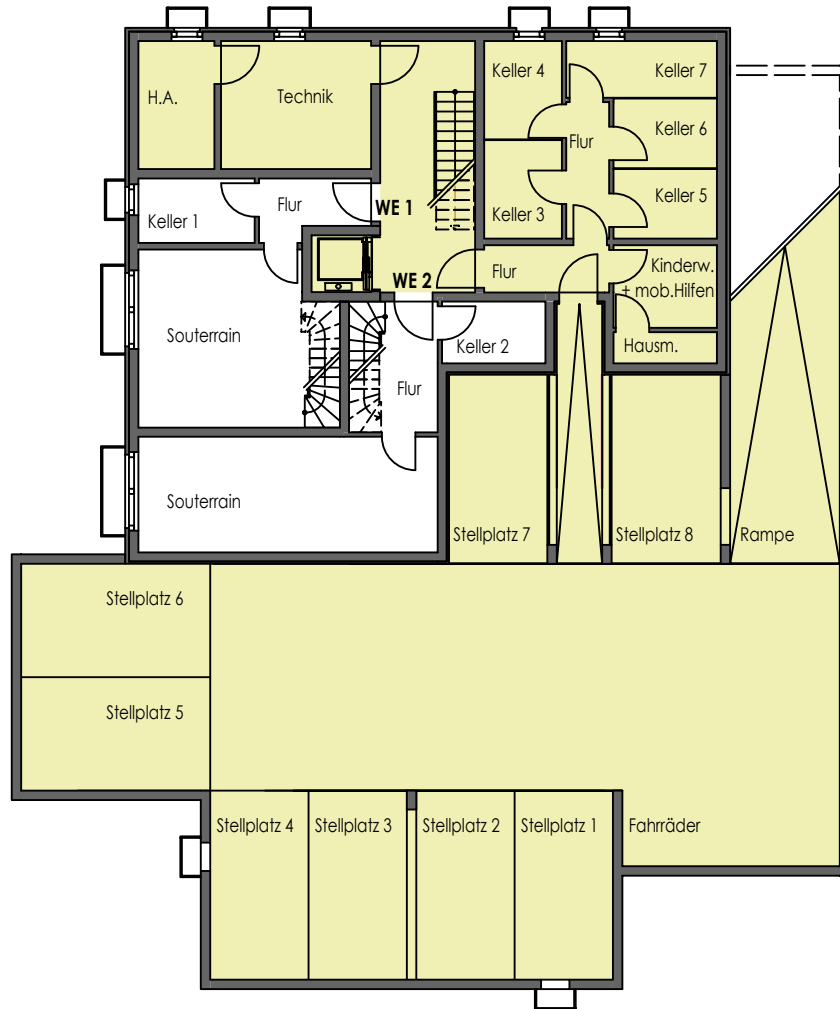 Keller 4
Keller 7
H.A.
Technik
Keller 6
Flur
Keller 5
Flur
WE 1
Keller 3
Keller 1
Kinderw.
+ mob.Hilfen
WE 2
Flur
Souterrain
Keller 2
Hausm.
Flur
Souterrain
Stellplatz 7
Stellplatz 8
Rampe
Stellplatz 6
Stellplatz 5
Stellplatz 4
Stellplatz 3
Stellplatz 2
Stellplatz 1
Fahrräder